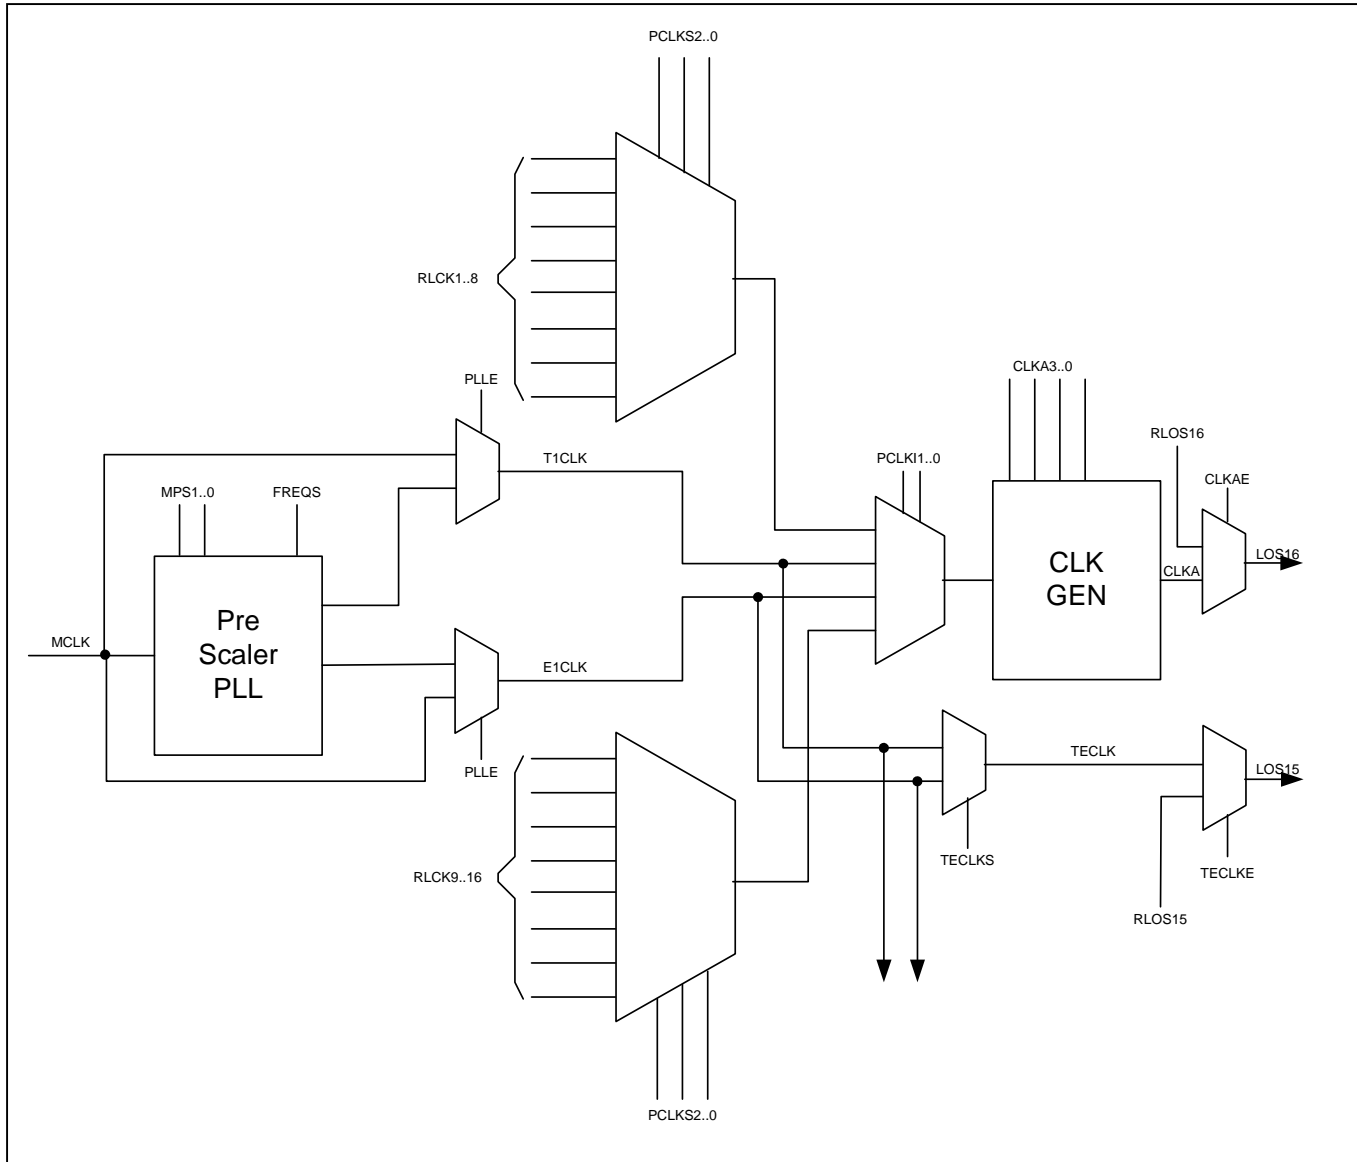 PCLKS2..0
RLCK1..8
PLLE
CLKA3..0
RLOS16
T1CLK
PCLKI1..0
CLKAE
MPS1..0
FREQS
LOS16
CLK
GEN
CLKA
Pre
Scaler
PLL
MCLK
E1CLK
TECLK
LOS15
PLLE
TECLKS
TECLKE
RLCK9..16
RLOS15
PCLKS2..0